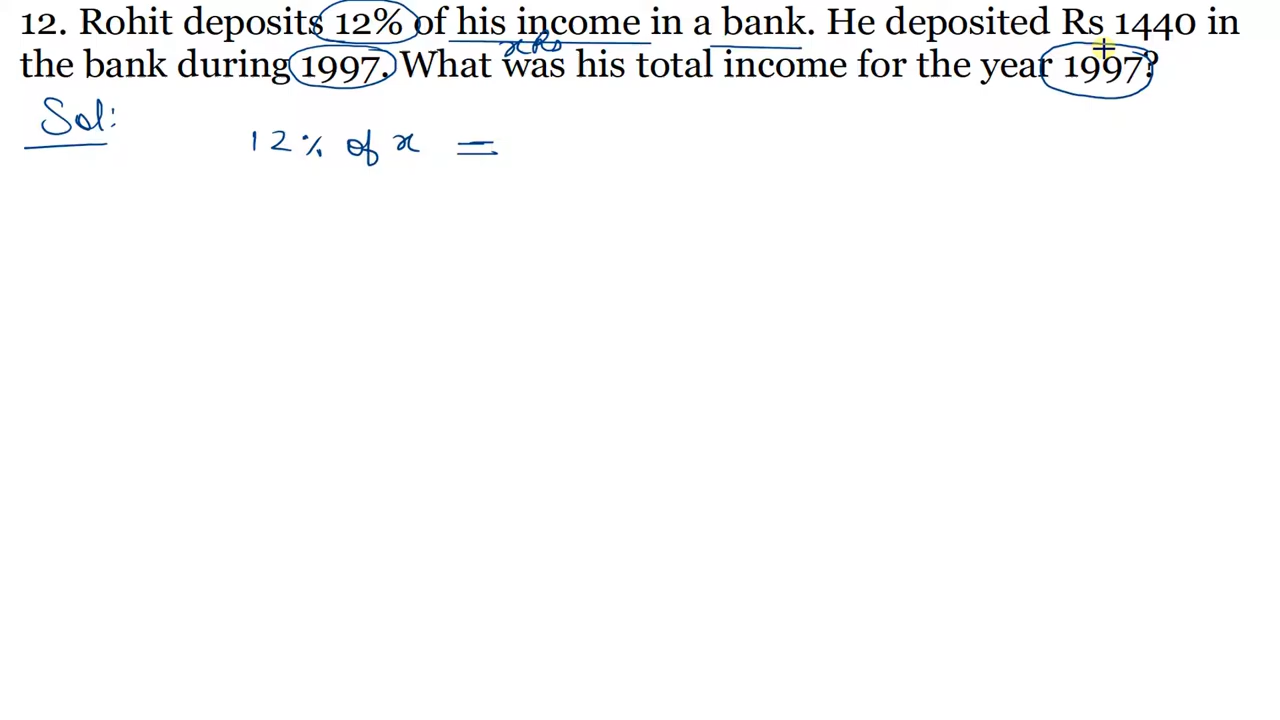 12. Rohit deposits 12% of his income in a bank. He deposited Rs 1440 in
x Rs
the bank during 1997. What was his total income for the year 1997?
Sol:
12% of x =